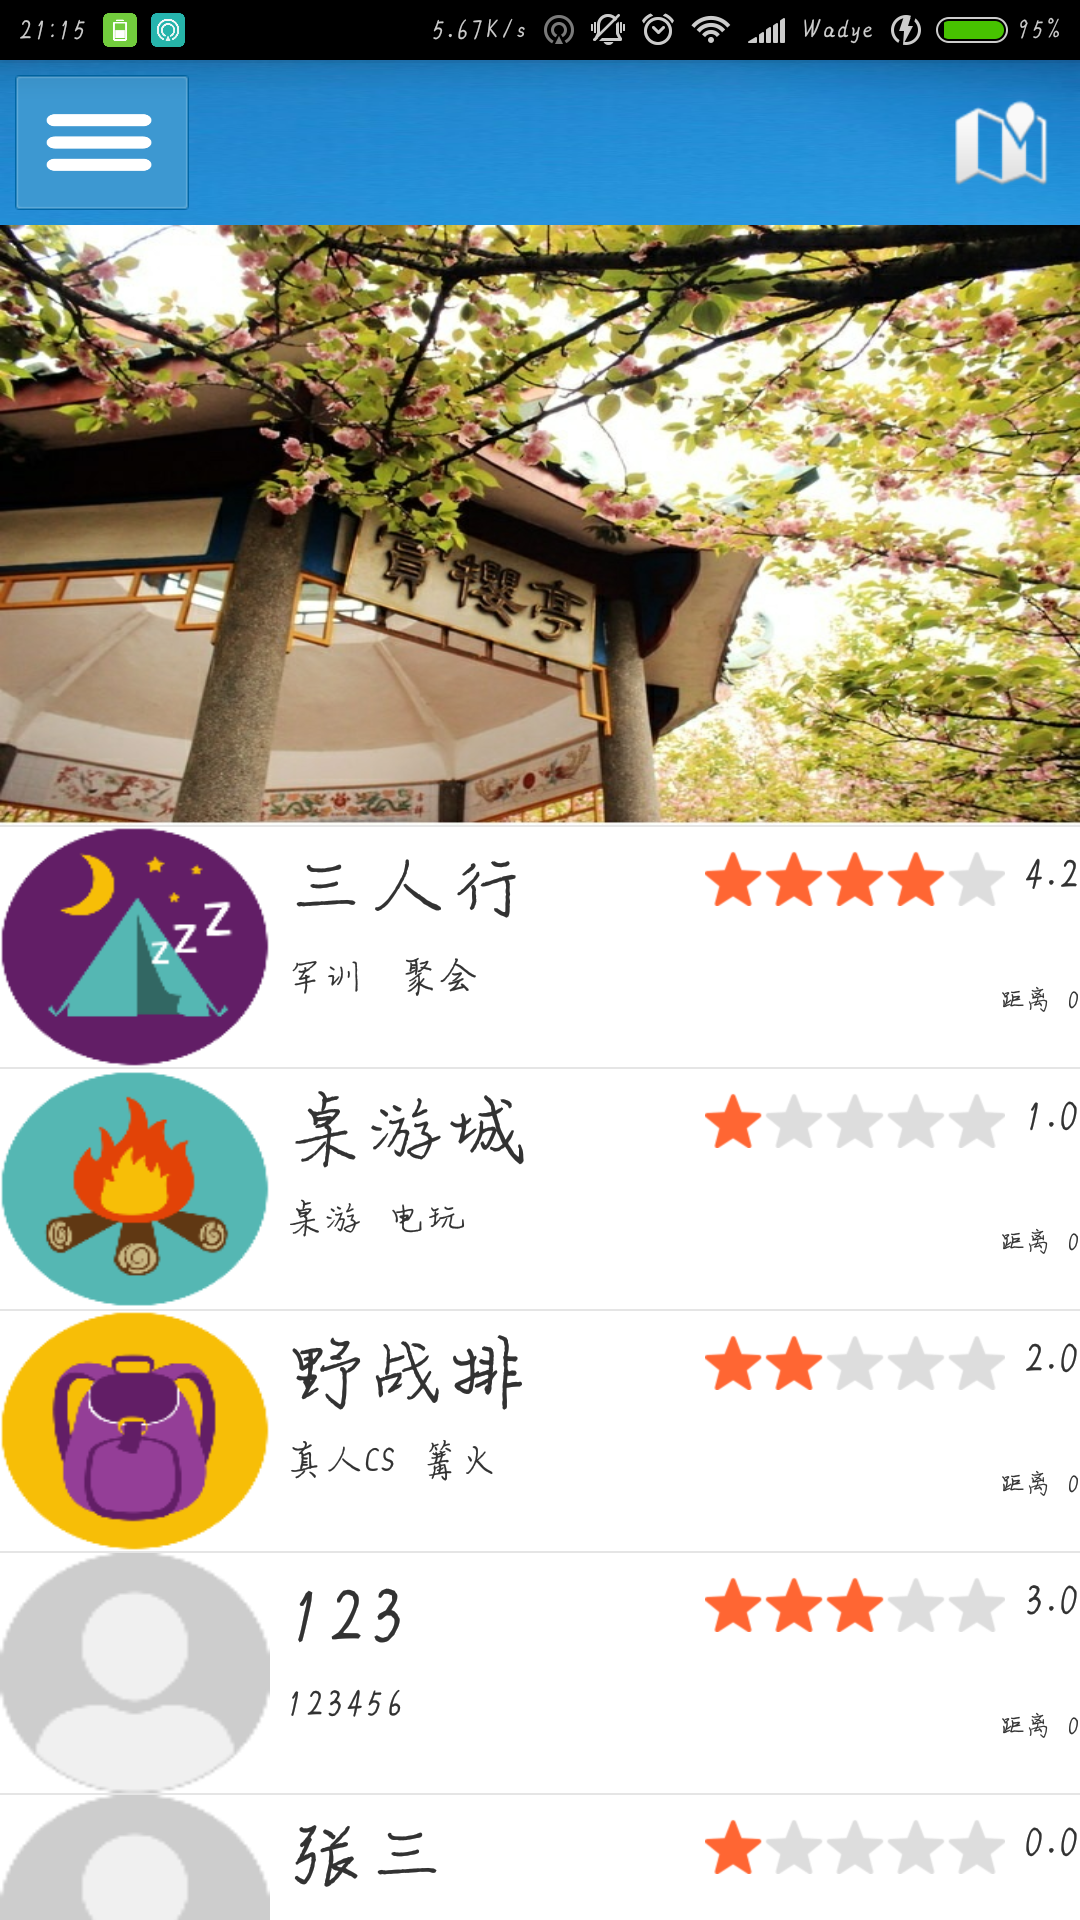 21:15 5.67K/s Wadye 95%
賞櫻亭
三人行 4.2
军训 聚会
距离 0
桌游城 1.0
桌游 电玩
距离 0
野战排 2.0
真人CS 篝火
距离 0
123 3.0
123456
距离 0
张三 0.0